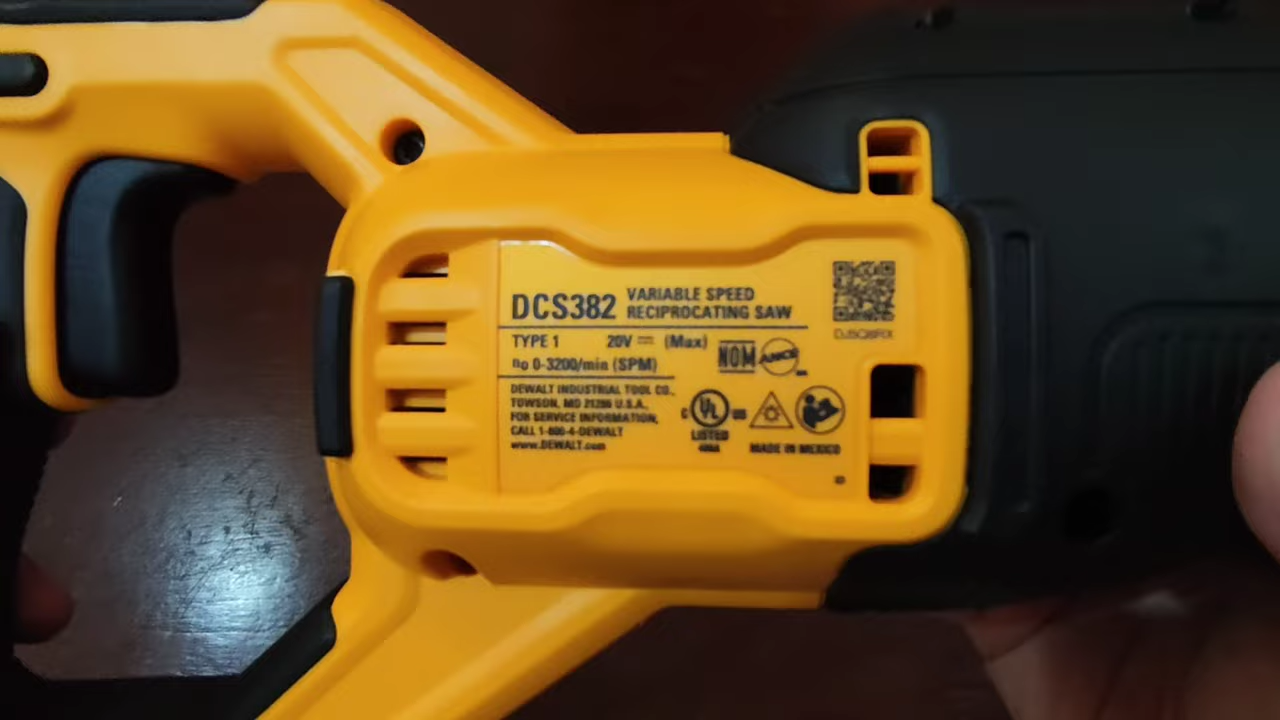 DCS382 VARIABLE SPEED
RECIPROCATING SAW
TYPE 1 20V ⎓ (Max)
n₀ 0-3200/min (SPM)
NOM ANCE
DEWALT INDUSTRIAL TOOL CO.,
TOWSON, MD 21286 U.S.A.
FOR SERVICE INFORMATION,
CALL 1-800-4-DEWALT
www.DEWALT.com
C UL US
LISTED
MADE IN MEXICO